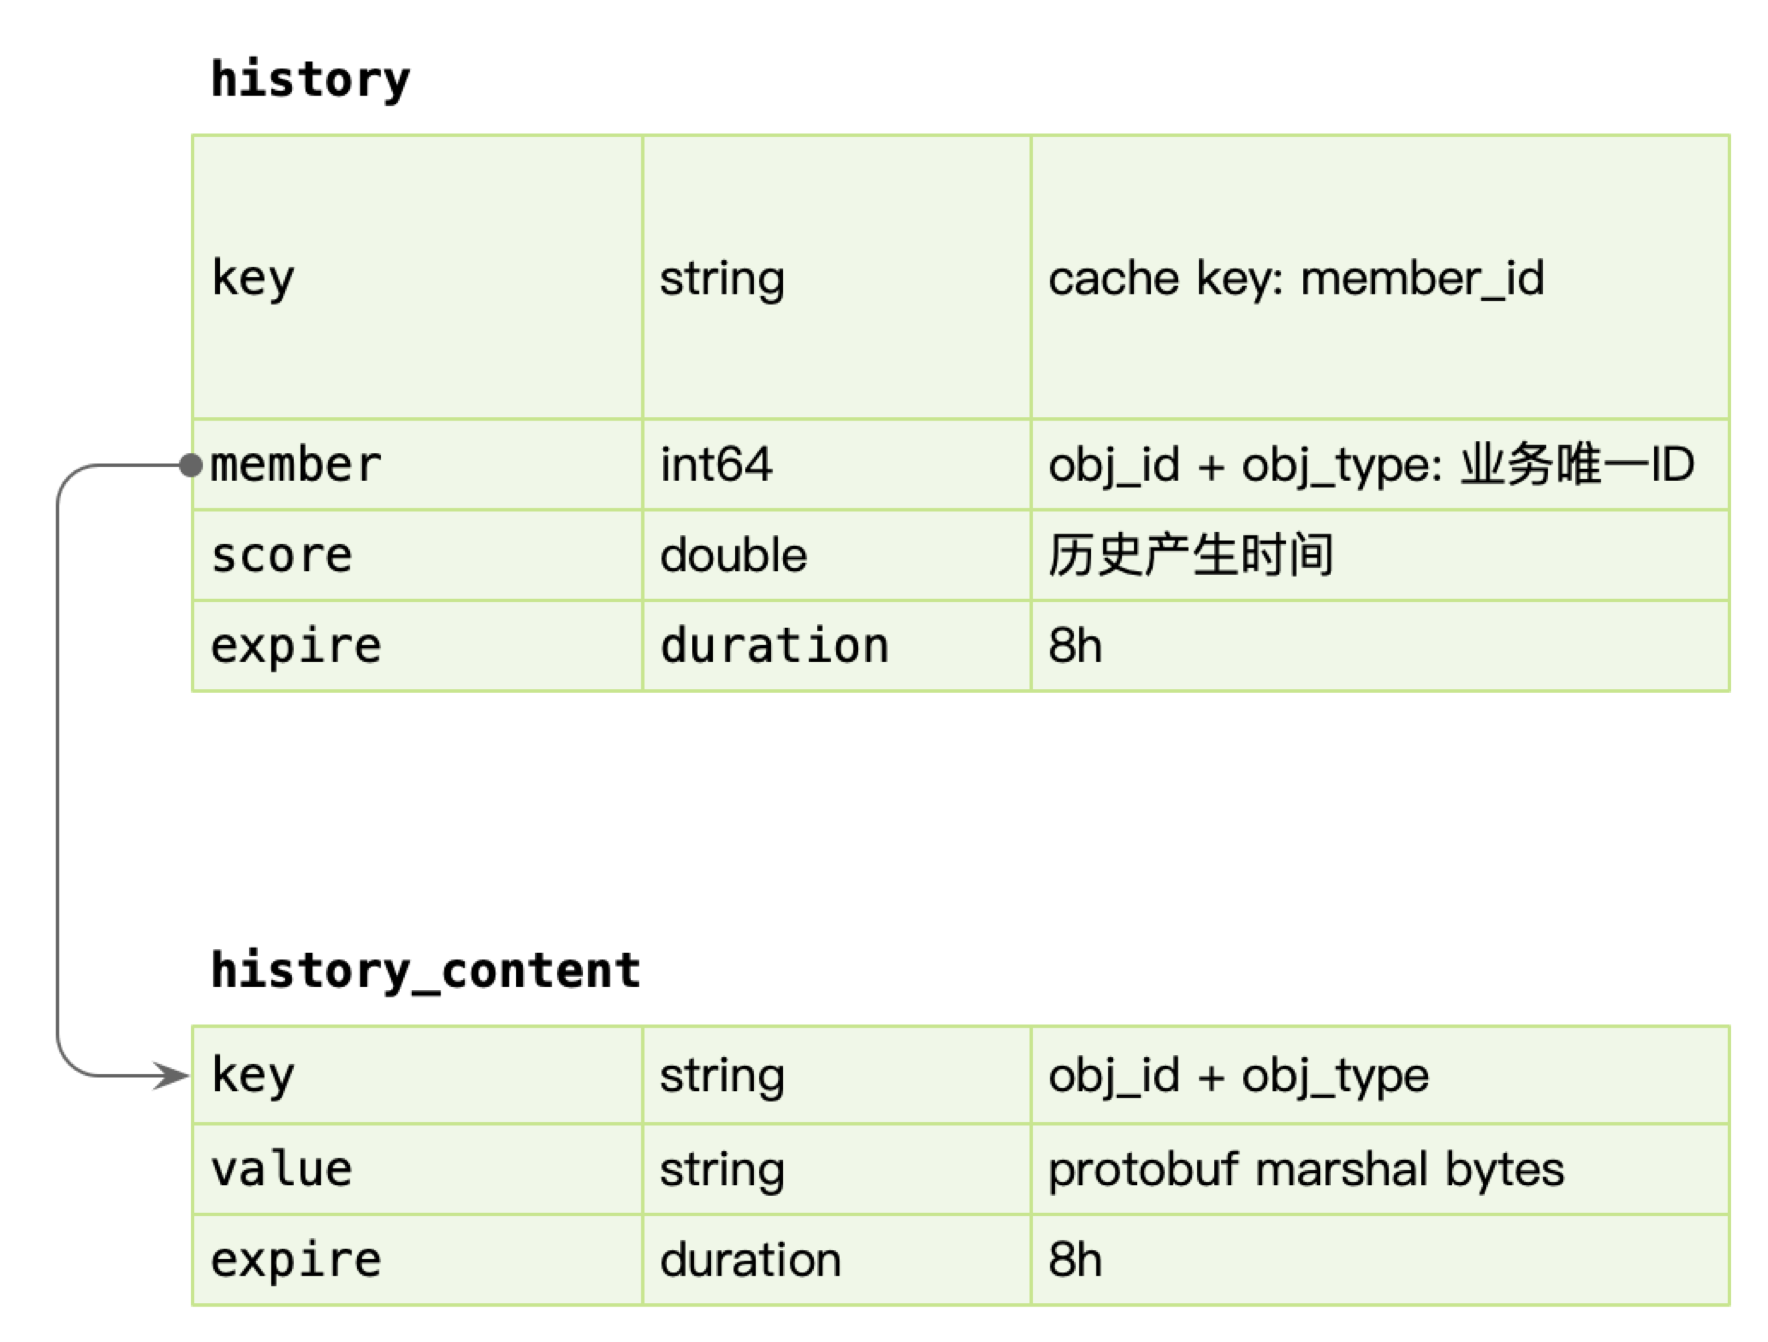 history
key string cache key: member_id
member int64 obj_id + obj_type: 业务唯一ID
score double 历史产生时间
expire duration 8h
history_content
key string obj_id + obj_type
value string protobuf marshal bytes
expire duration 8h